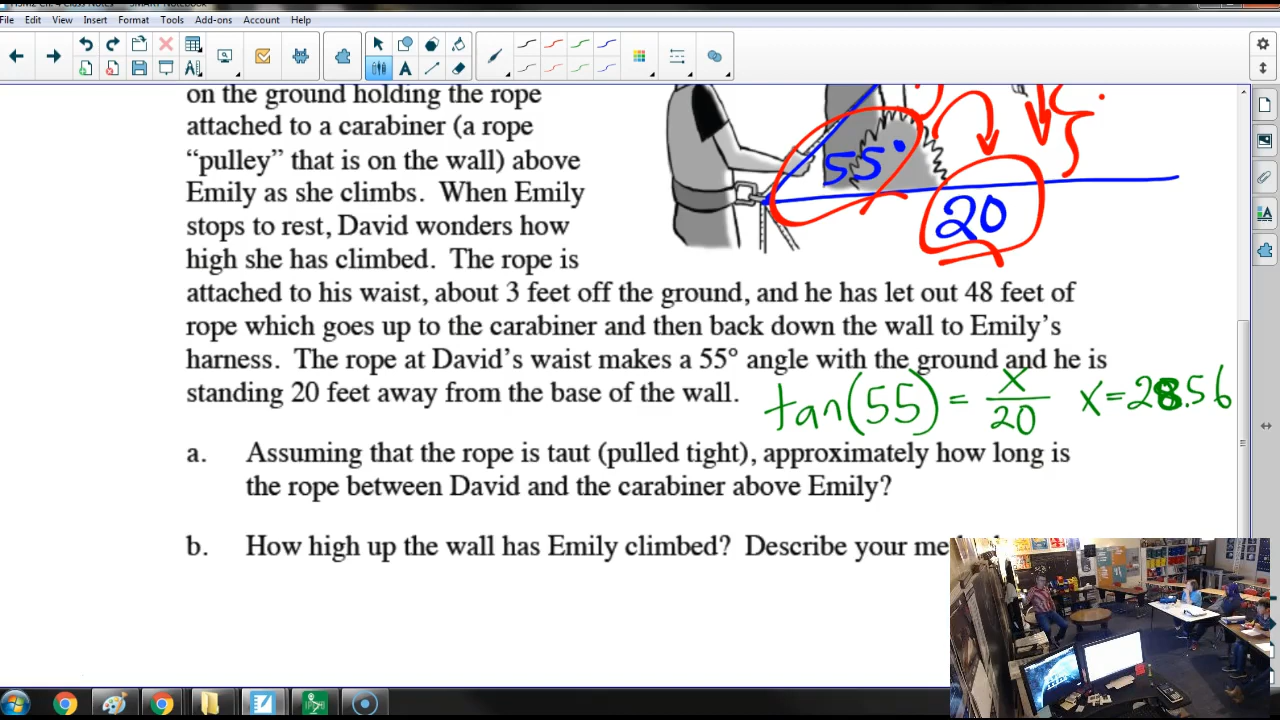 File Edit View Insert Format Tools Add-ons Account Help
on the ground holding the rope
attached to a carabiner (a rope
“pulley” that is on the wall) above
Emily as she climbs. When Emily
stops to rest, David wonders how
high she has climbed. The rope is
attached to his waist, about 3 feet off the ground, and he has let out 48 feet of
rope which goes up to the carabiner and then back down the wall to Emily’s
harness. The rope at David’s waist makes a 55° angle with the ground and he is
standing 20 feet away from the base of the wall.
55°
20
tan(55) = x/20 x=28.56
a. Assuming that the rope is taut (pulled tight), approximately how long is
the rope between David and the carabiner above Emily?
b. How high up the wall has Emily climbed? Describe your